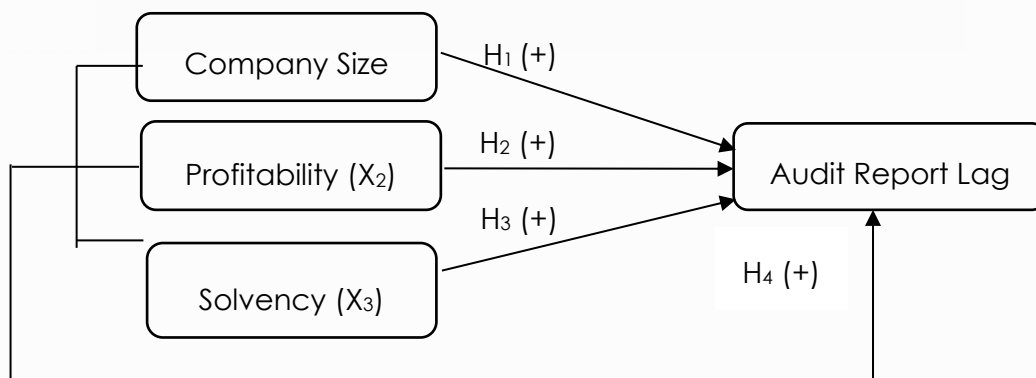 Company Size
H₁ (+)
Profitability (X₂)
H₂ (+)
Audit Report Lag
H₃ (+)
Solvency (X₃)
H₄ (+)